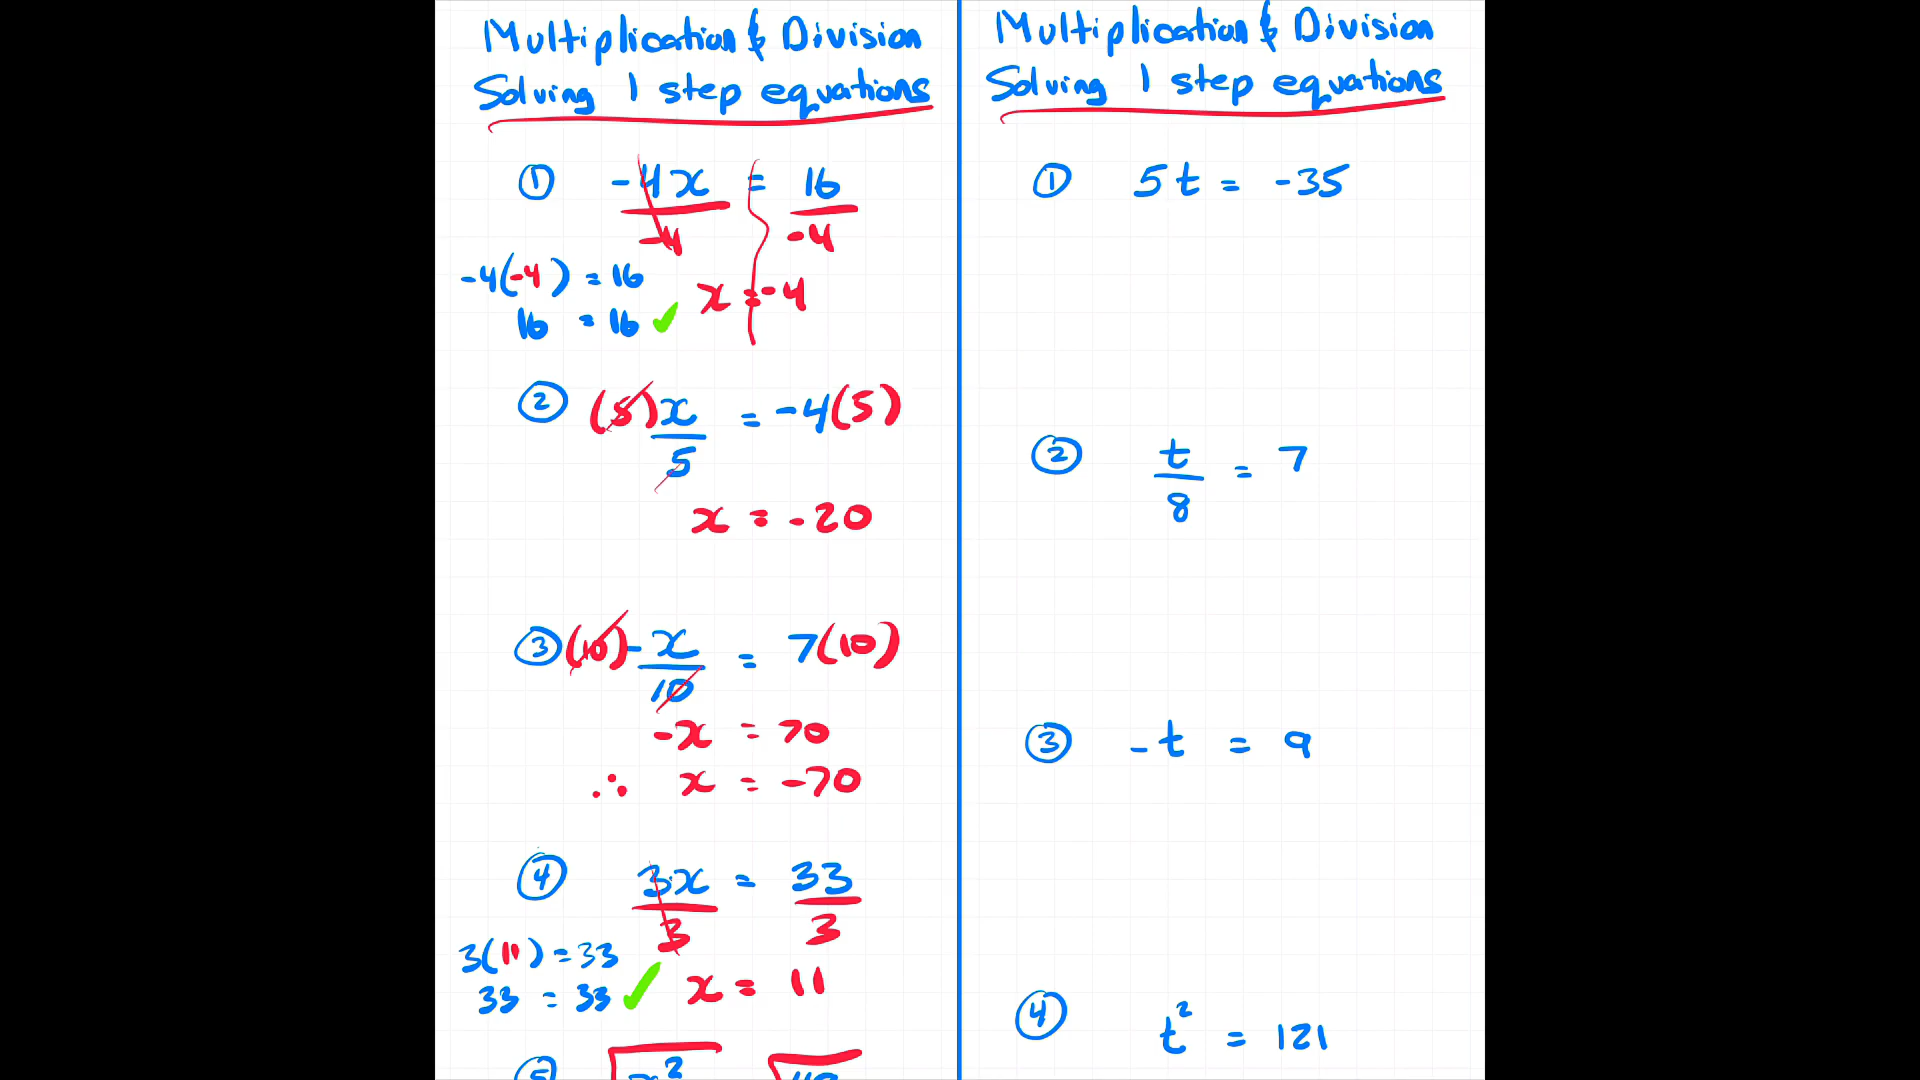 Multiplication & Division
Solving 1 step equations
① -4x = 16
-4 -4
-4(-4) = 16
x = -4
16 = 16 ✓
② (5)x = -4(5)
5
x = -20
③ (10)-x = 7(10)
10
-x = 70
∴ x = -70
④ 3x = 33
3 3
3(11) = 33
33 = 33 ✓ x = 11
Multiplication & Division
Solving 1 step equations
① 5t = -35
② t = 7
8
③ -t = 9
④ t² = 121